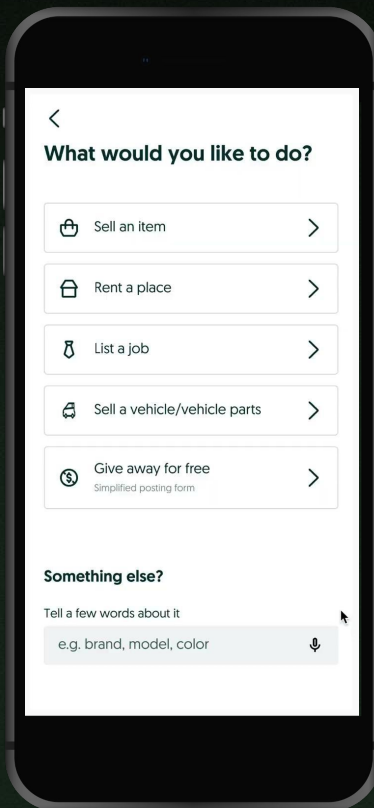 What would you like to do?
Sell an item
Rent a place
List a job
Sell a vehicle/vehicle parts
Give away for free
Simplified posting form
Something else?
Tell a few words about it
e.g. brand, model, color